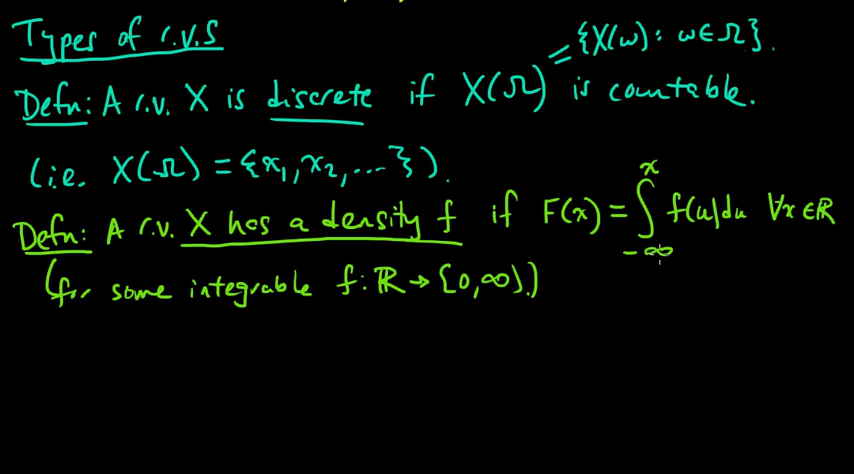 Types of r.v.s
Defn: A r.v. X is discrete if X(Ω) is countable.
= {X(ω) : ω ∈ Ω}.
(i.e. X(Ω) = {x₁, x₂, ...}).
Defn: A r.v. X has a density f if F(x) = ∫_{-∞}^{x} f(u)du ∀x ∈ ℝ
(for some integrable f: ℝ → [0,∞).)